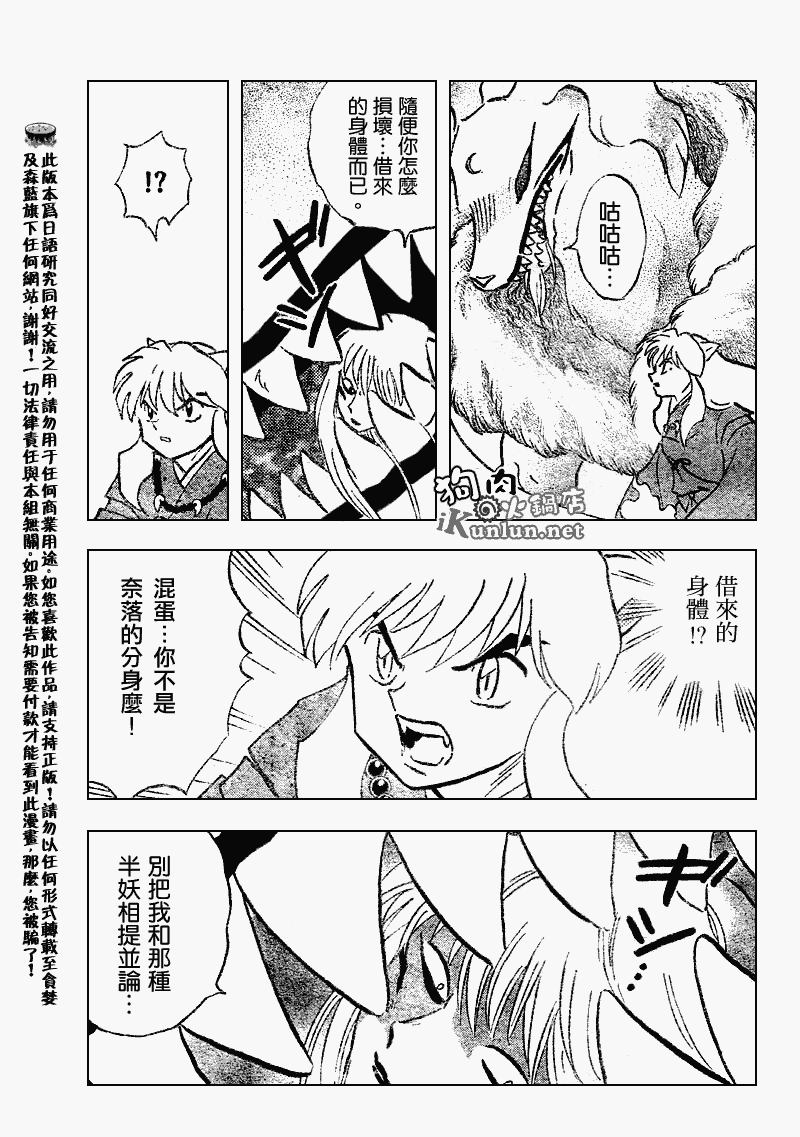 咕咕咕…
隨便你怎麼
損壞…借來
的身體而已。
!?
借來的
身體!?
混蛋…你不是
奈落的分身麼！
別把我和那種
半妖相提並論…
狗肉
火鍋店
iKunlun.net
此版本爲日語研究同好交流之用,請勿用于任何商業用途。如您喜歡此作品,請支持正版！請勿以任何形式轉載至貪婪
及森藍旗下任何網站,謝謝！一切法律責任與本組無關。如果您被告知需要付款才能看到此漫畫,那麼,您被騙了！